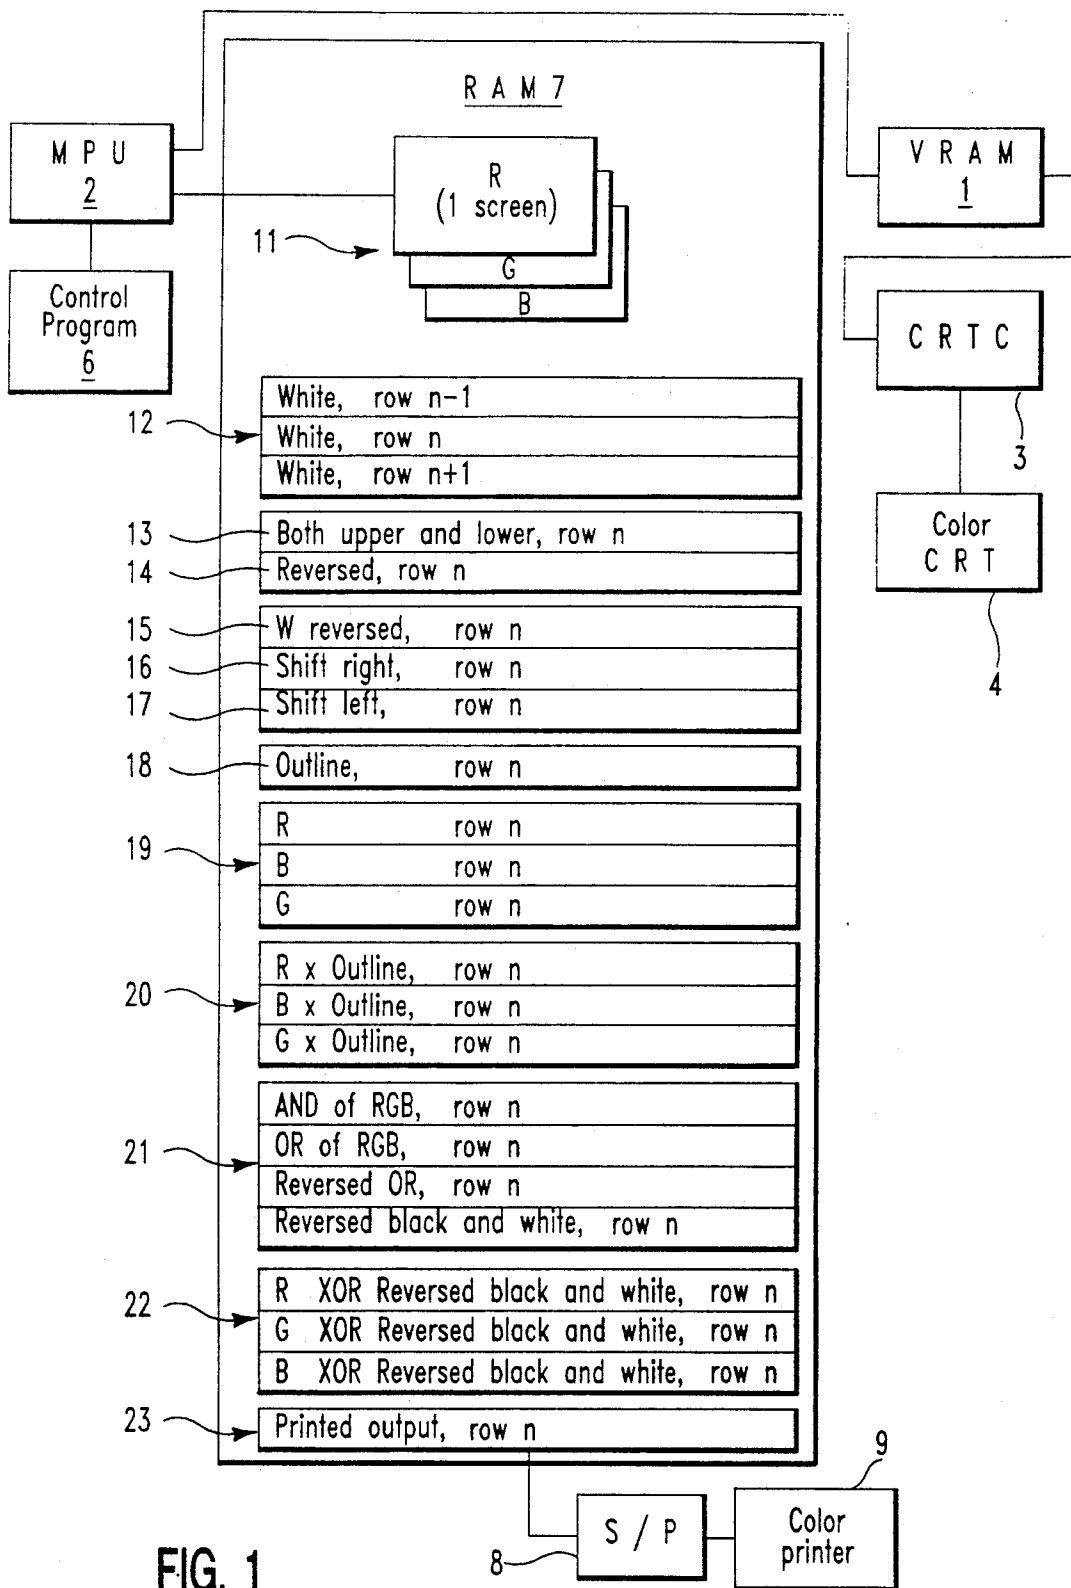 RAM 7
MPU
2
VRAM
1
R
(1 screen)
11
G
B
Control
Program
6
CRTC
3
White, row n-1
12
White, row n
White, row n+1
Color
CRT
4
13
Both upper and lower, row n
14
Reversed, row n
15
W reversed, row n
16
Shift right, row n
17
Shift left, row n
18
Outline, row n
R row n
19
B row n
G row n
R x Outline, row n
20
B x Outline, row n
G x Outline, row n
AND of RGB, row n
21
OR of RGB, row n
Reversed OR, row n
Reversed black and white, row n
R XOR Reversed black and white, row n
22
G XOR Reversed black and white, row n
B XOR Reversed black and white, row n
23
Printed output, row n
9
S/P
8
Color
printer
FIG. 1